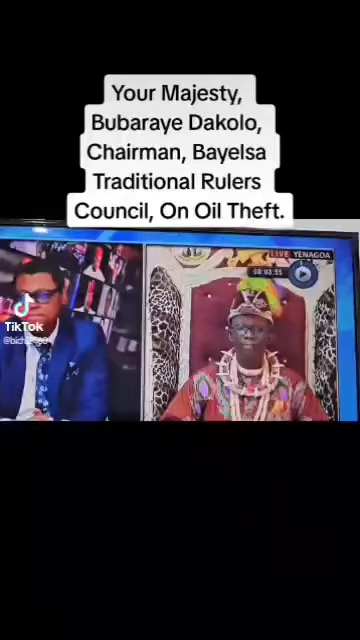 Your Majesty,
Bubaraye Dakolo,
Chairman, Bayelsa
Traditional Rulers
Council, On Oil Theft.
LIVE YENAGOA
TikTok